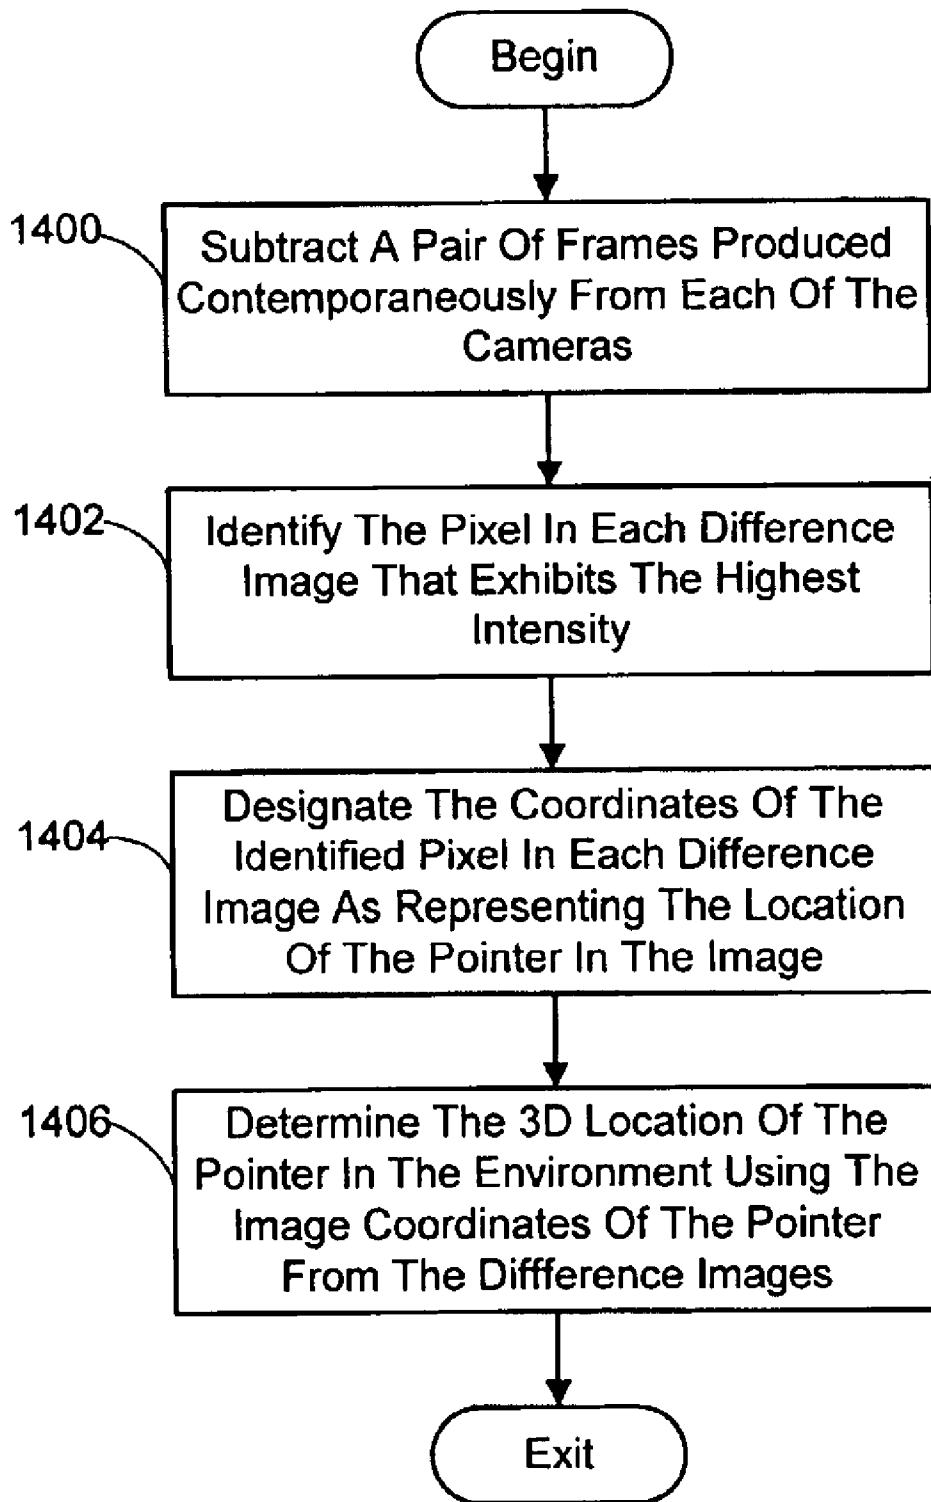 Begin
1400
Subtract A Pair Of Frames Produced
Contemporaneously From Each Of The
Cameras
1402
Identify The Pixel In Each Difference
Image That Exhibits The Highest
Intensity
1404
Designate The Coordinates Of The
Identified Pixel In Each Difference
Image As Representing The Location
Of The Pointer In The Image
1406
Determine The 3D Location Of The
Pointer In The Environment Using The
Image Coordinates Of The Pointer
From The Diffference Images
Exit